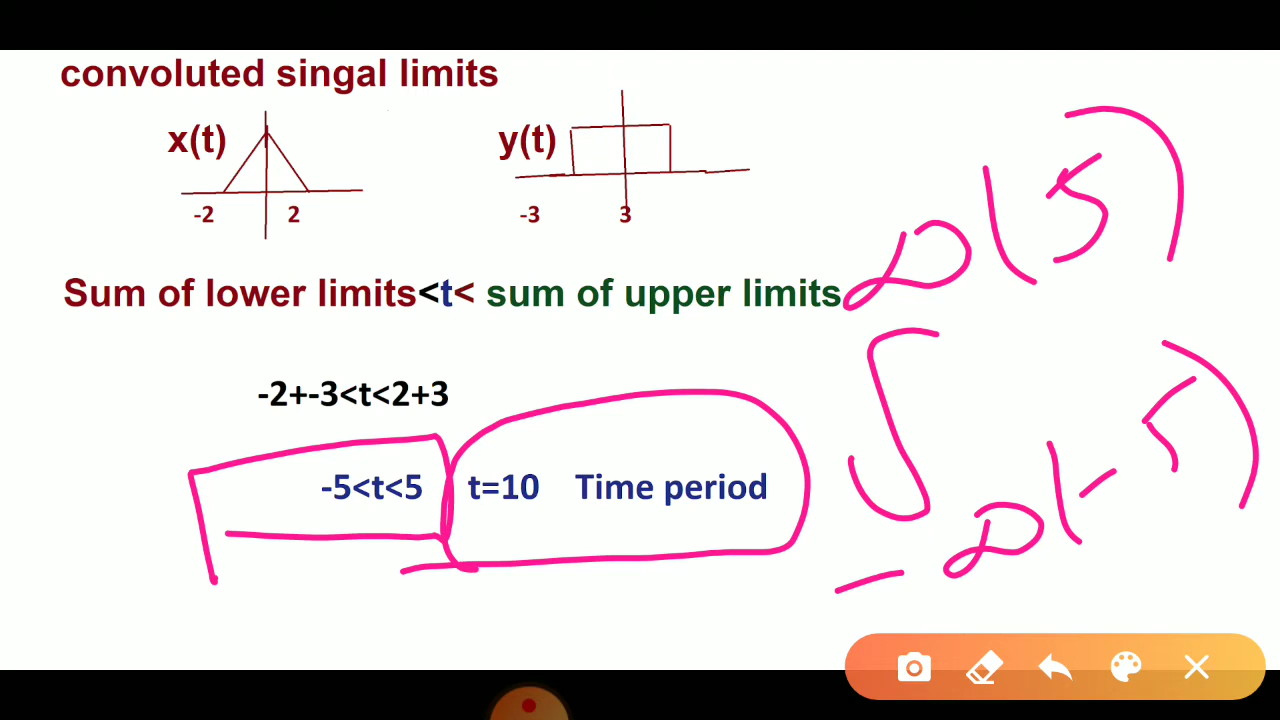 convoluted singal limits
x(t)
-2 2
y(t)
-3 3
Sum of lower limits<t< sum of upper limits
-2+-3<t<2+3
-5<t<5 t=10 Time period